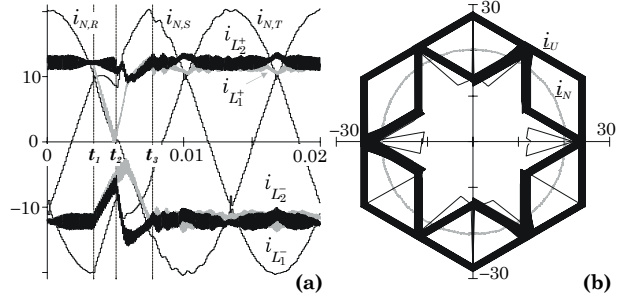 i_{N,R} i_{N,S} i_{N,T}
i_{L_2^+}
10
i_{L_1^+}
0
0 t_1 t_2 t_3 0.01 0.02
-10
i_{L_2^-}
i_{L_1^-}
(a)
30
i_U
i_N
-30 30
-30
(b)